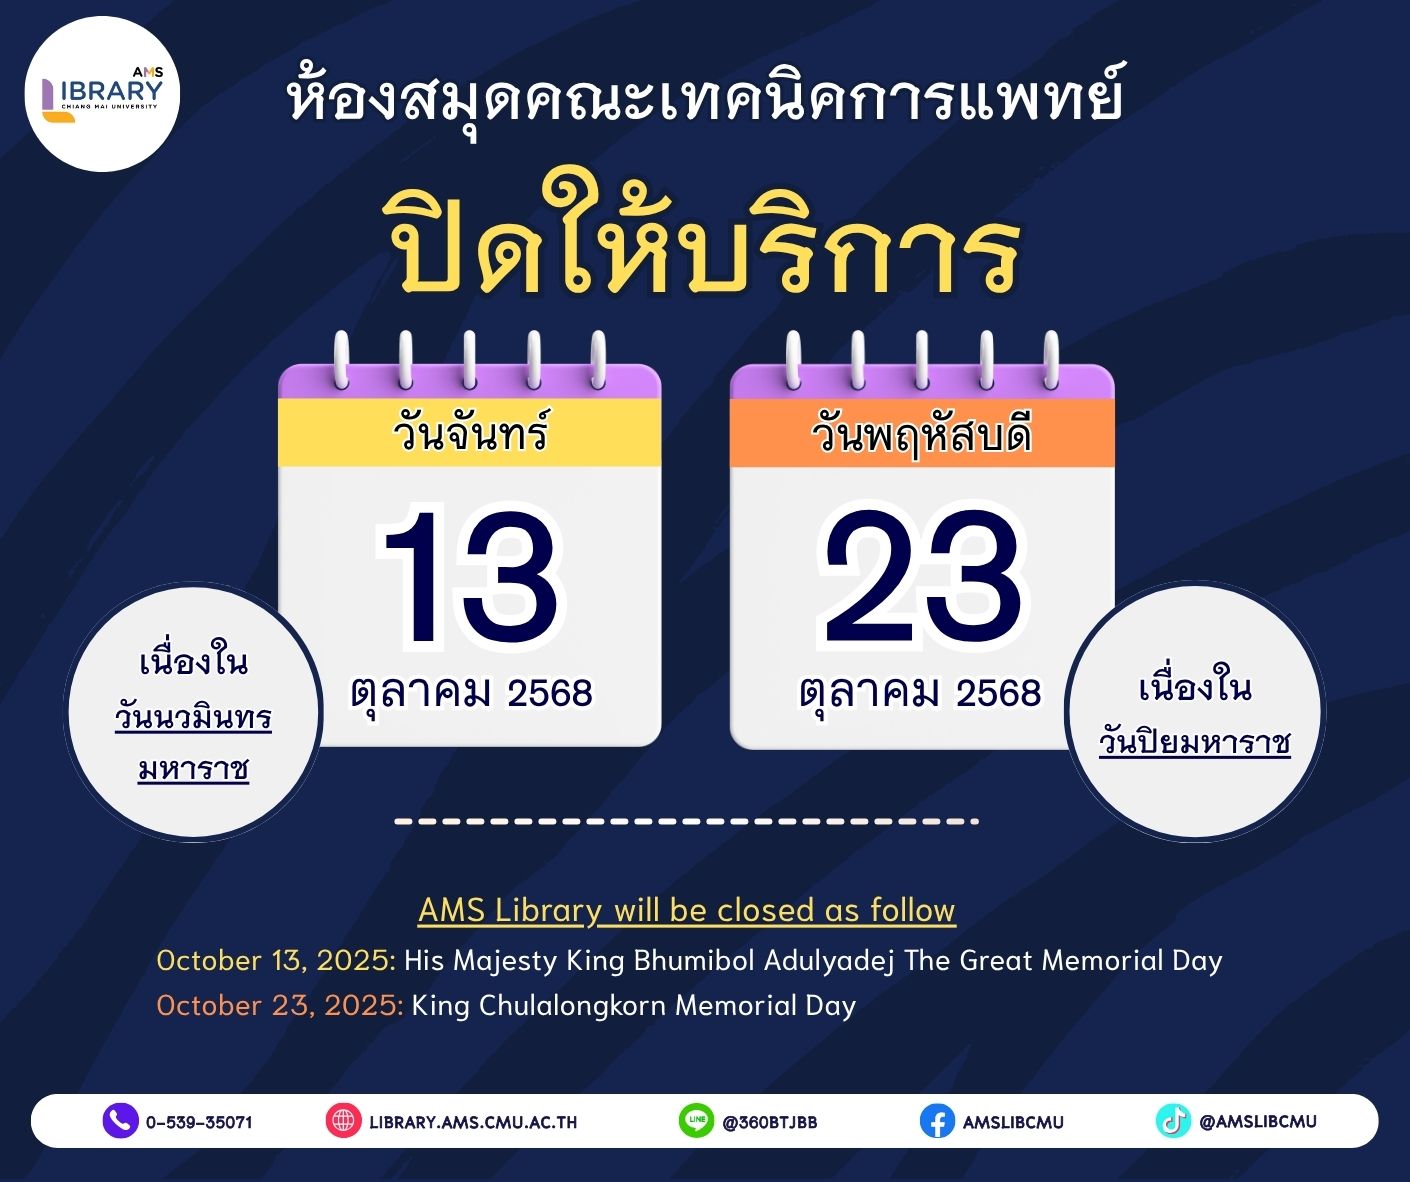 AMS
LIBRARY
CHIANG MAI UNIVERSITY
ห้องสมุดคณะเทคนิคการแพทย์
ปิดให้บริการ
วันจันทร์
13
ตุลาคม 2568
เนื่องใน
วันนวมินทร
มหาราช
วันพฤหัสบดี
23
ตุลาคม 2568
เนื่องใน
วันปิยมหาราช
AMS Library will be closed as follow
October 13, 2025: His Majesty King Bhumibol Adulyadej The Great Memorial Day
October 23, 2025: King Chulalongkorn Memorial Day
0-539-35071 LIBRARY.AMS.CMU.AC.TH LINE @360BTJBB AMSLIBCMU @AMSLIBCMU